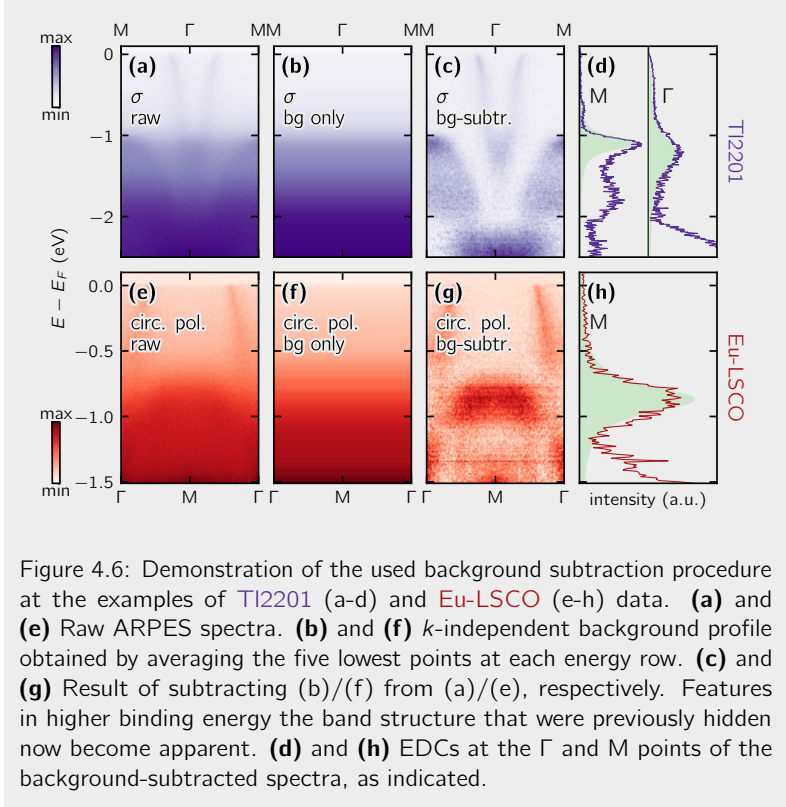 M Γ MM Γ MM Γ M
max
min
0
−1
−2
(a)
σ
raw
(b)
σ
bg only
(c)
σ
bg-subtr.
(d)
M Γ
Tl2201
E − E_F (eV)
max
min
0.0
−0.5
−1.0
−1.5
(e)
circ. pol.
raw
(f)
circ. pol.
bg only
(g)
circ. pol.
bg-subtr.
(h)
M
Eu-LSCO
Γ M ΓΓ M ΓΓ M Γ
intensity (a.u.)
Figure 4.6: Demonstration of the used background subtraction procedure
at the examples of Tl2201 (a-d) and Eu-LSCO (e-h) data. (a) and
(e) Raw ARPES spectra. (b) and (f) k-independent background profile
obtained by averaging the five lowest points at each energy row. (c) and
(g) Result of subtracting (b)/(f) from (a)/(e), respectively. Features
in higher binding energy the band structure that were previously hidden
now become apparent. (d) and (h) EDCs at the Γ and M points of the
background-subtracted spectra, as indicated.